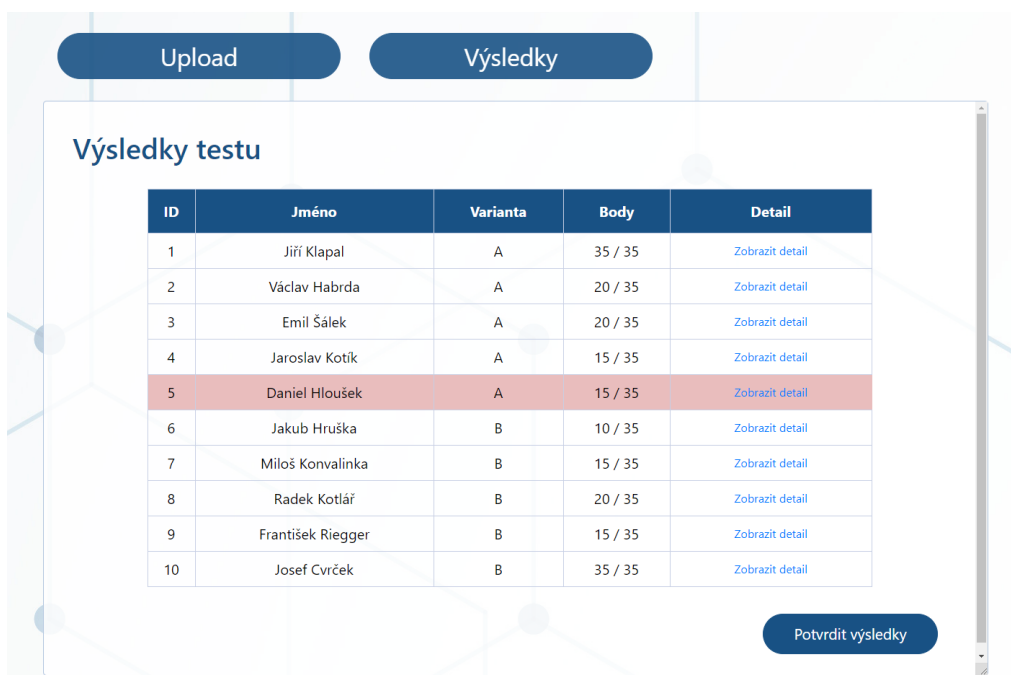 Upload Výsledky
Výsledky testu
ID Jméno Varianta Body Detail
1 Jiří Klapal A 35 / 35 Zobrazit detail
2 Václav Habrda A 20 / 35 Zobrazit detail
3 Emil Šálek A 20 / 35 Zobrazit detail
4 Jaroslav Kotík A 15 / 35 Zobrazit detail
5 Daniel Hloušek A 15 / 35 Zobrazit detail
6 Jakub Hruška B 10 / 35 Zobrazit detail
7 Miloš Konvalinka B 15 / 35 Zobrazit detail
8 Radek Kotlář B 20 / 35 Zobrazit detail
9 František Riegger B 15 / 35 Zobrazit detail
10 Josef Cvrček B 35 / 35 Zobrazit detail
Potvrdit výsledky